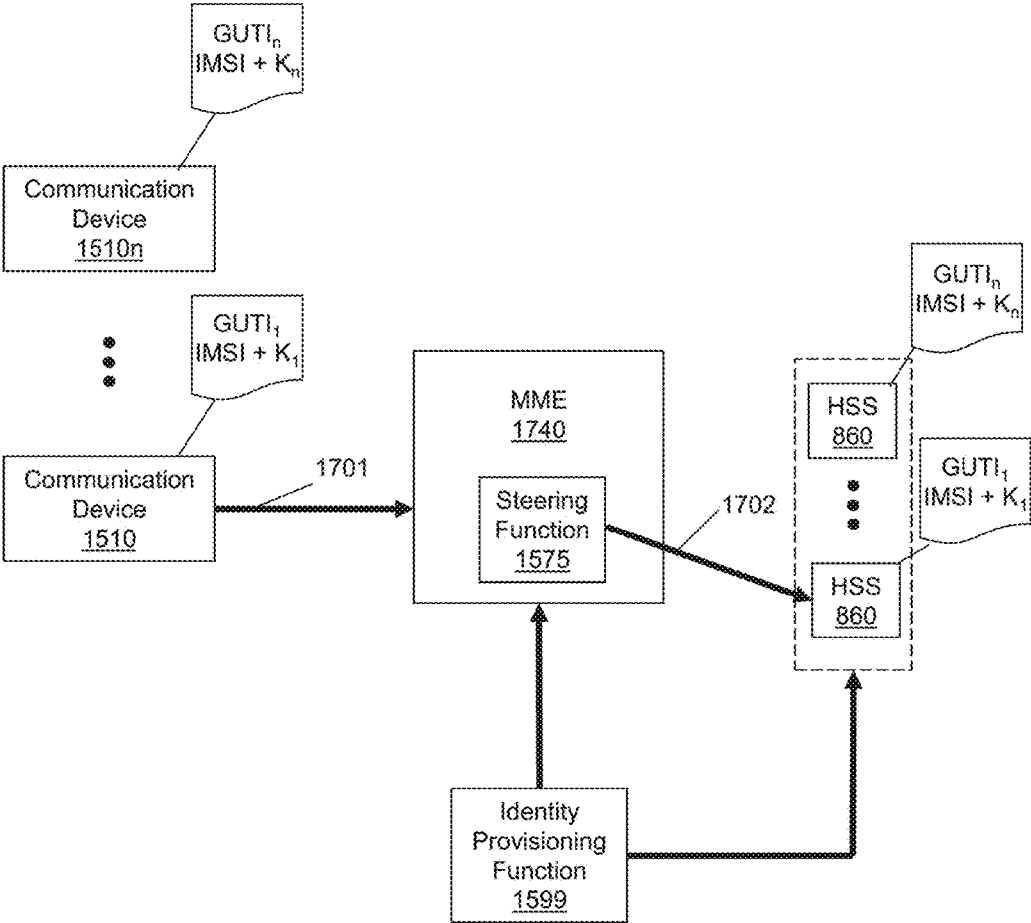 GUTIₙ
IMSI + Kₙ
Communication
Device
1510n
GUTI₁
IMSI + K₁
Communication
Device
1510
1701
MME
1740
Steering
Function
1575
1702
GUTIₙ
IMSI + Kₙ
HSS
860
GUTI₁
IMSI + K₁
HSS
860
Identity
Provisioning
Function
1599